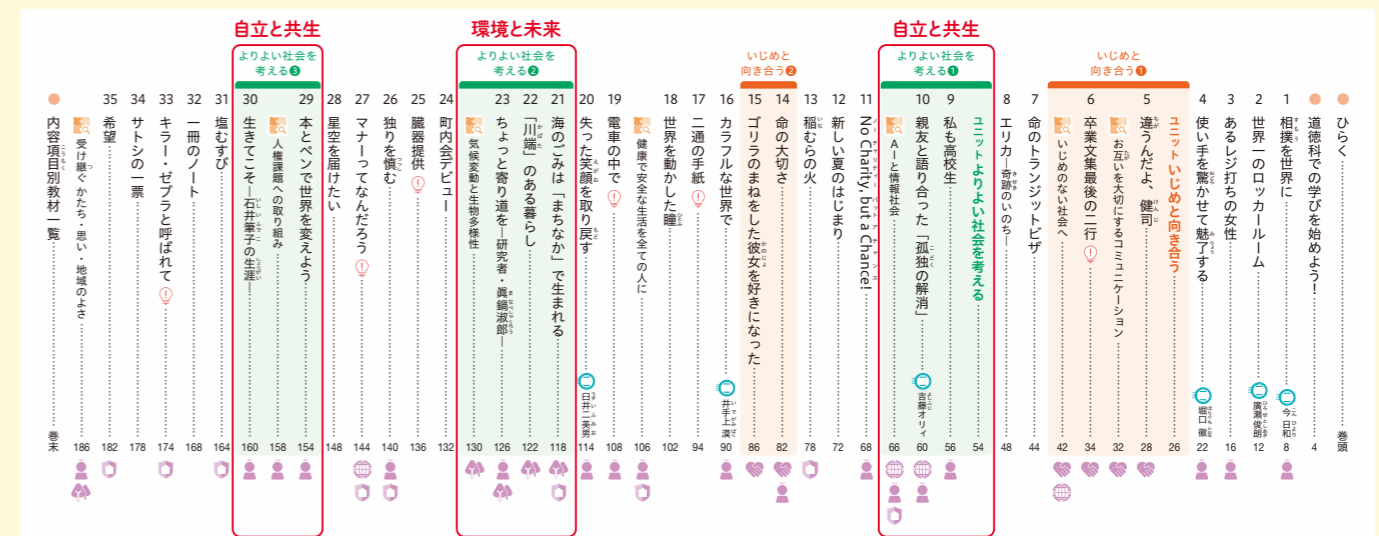 自立と共生
環境と未来
自立と共生
よりよい社会を
考える❸
よりよい社会を
考える❷
いじめと
向き合う❷
よりよい社会を
考える❶
いじめと
向き合う❶
ひらく 巻頭
道徳科での学びを始めよう! 4
1 相撲を世界に 今 日和 8
2 世界一のロッカールーム 廣瀬俊朗 12
3 あるレジ打ちの女性 16
4 使い手を驚かせて魅了する 堀口 徹 22
ユニット いじめと向き合う 26
5 違うんだよ、健司 28
お互いを大切にするコミュニケーション 32
6 卒業文集最後の二行 34
いじめのない社会へ 42
7 命のトランジットビザ 44
8 エリカ―奇跡のいのち― 48
ユニット よりよい社会を考える 54
9 私も高校生 56
10 親友と語り合った「孤独の解消」 吉藤オリィ 60
AIと情報社会 66
11 No Charity, but a Chance! 68
12 新しい夏のはじまり 72
13 稲むらの火 78
14 命の大切さ 82
15 ゴリラのまねをした彼女を好きになった 86
16 カラフルな世界で 井手上 漠 90
17 二通の手紙 94
18 世界を動かした瞳 102
健康で安全な生活を全ての人に 106
19 電車の中で 108
20 失った笑顔を取り戻す 臼井二美男 114
21 海のごみは「まちなか」で生まれる 118
22 「川端」のある暮らし 122
23 ちょっと寄り道を―研究者・眞鍋淑郎― 126
気候変動と生物多様性 130
24 町内会デビュー 132
25 臓器提供 136
26 独りを慎む 140
27 マナーってなんだろう 144
28 星空を届けたい 148
29 本とペンで世界を変えよう 154
人権課題への取り組み 158
30 生きてこそ―石井筆子の生涯― 160
31 塩むすび 164
32 一冊のノート 168
33 キラー・ゼブラと呼ばれて 174
34 サトシの一票 178
35 希望 182
受け継ぐ かたち・思い・地域のよさ 186
内容項目別教材一覧 巻末